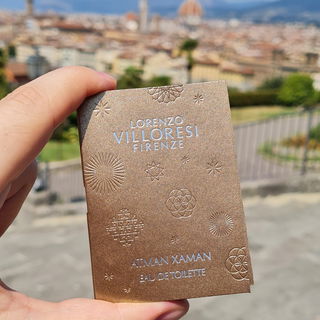 LORENZO
VILLORESI
FIRENZE
ATMAN XAMAN
EAU DE TOILETTE